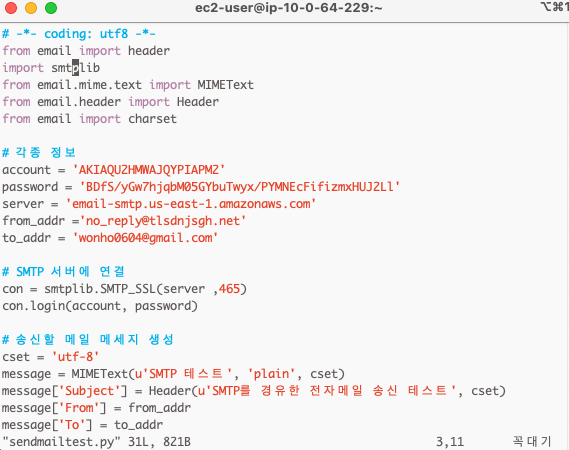 ec2-user@ip-10-0-64-229:~
⌥⌘1
# -*- coding: utf8 -*-
from email import header
import smtplib
from email.mime.text import MIMEText
from email.header import Header
from email import charset
# 각종 정보
account = 'AKIAQU2HMWAJQYPIAPM2'
password = 'BDfS/yGw7hjqbM05GYbuTwyx/PYMNEcFifizmxHUJ2Ll'
server = 'email-smtp.us-east-1.amazonaws.com'
from_addr ='no_reply@tlsdnjsgh.net'
to_addr = 'wonho0604@gmail.com'
# SMTP 서버에 연결
con = smtplib.SMTP_SSL(server ,465)
con.login(account, password)
# 송신할 메일 메세지 생성
cset = 'utf-8'
message = MIMEText(u'SMTP 테스트', 'plain', cset)
message['Subject'] = Header(u'SMTP를 경유한 전자메일 송신 테스트', cset)
message['From'] = from_addr
message['To'] = to_addr
"sendmailtest.py" 31L, 821B 3,11 꼭대기